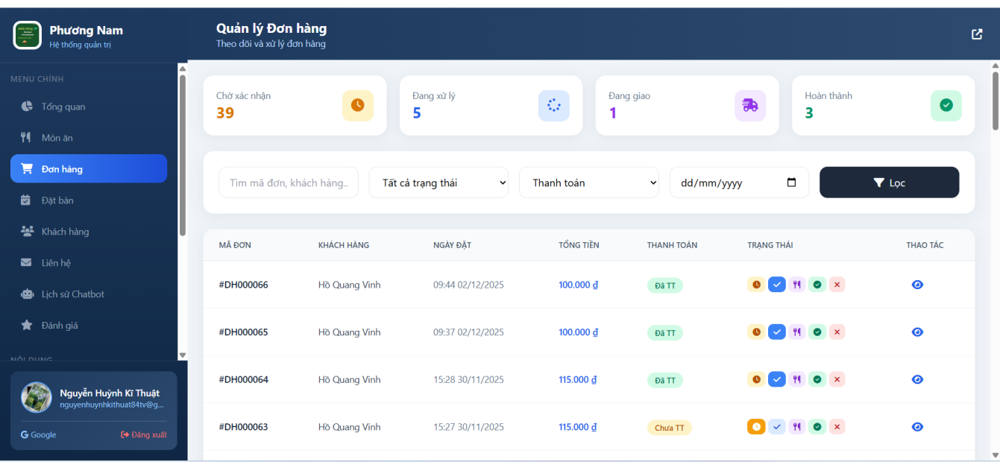 Phương Nam
Hệ thống quản trị
Quản lý Đơn hàng
Theo dõi và xử lý đơn hàng
MENU CHÍNH
Tổng quan
Món ăn
Đơn hàng
Đặt bàn
Khách hàng
Liên hệ
Lịch sử Chatbot
Đánh giá
NỘI DUNG
Nguyễn Huỳnh Kĩ Thuật
nguyenhuynhkithuat84tv@g...
Google
Đăng xuất
Chờ xác nhận
39
Đang xử lý
5
Đang giao
1
Hoàn thành
3
Tìm mã đơn, khách hàng..
Tất cả trạng thái
Thanh toán
dd/mm/yyyy
Lọc
MÃ ĐƠN KHÁCH HÀNG NGÀY ĐẶT TỔNG TIỀN THANH TOÁN TRẠNG THÁI THAO TÁC
#DH000066 Hồ Quang Vinh 09:44 02/12/2025 100.000 ₫ Đã TT
#DH000065 Hồ Quang Vinh 09:37 02/12/2025 100.000 ₫ Đã TT
#DH000064 Hồ Quang Vinh 15:28 30/11/2025 115.000 ₫ Đã TT
#DH000063 Hồ Quang Vinh 15:27 30/11/2025 115.000 ₫ Chưa TT